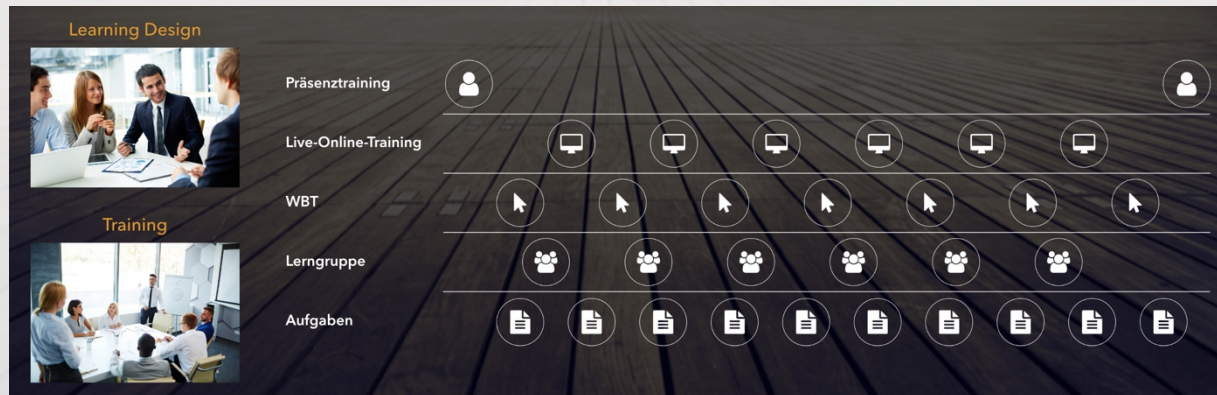 Learning Design
Präsenztraining
Live-Online-Training
WBT
Training
Lerngruppe
Aufgaben